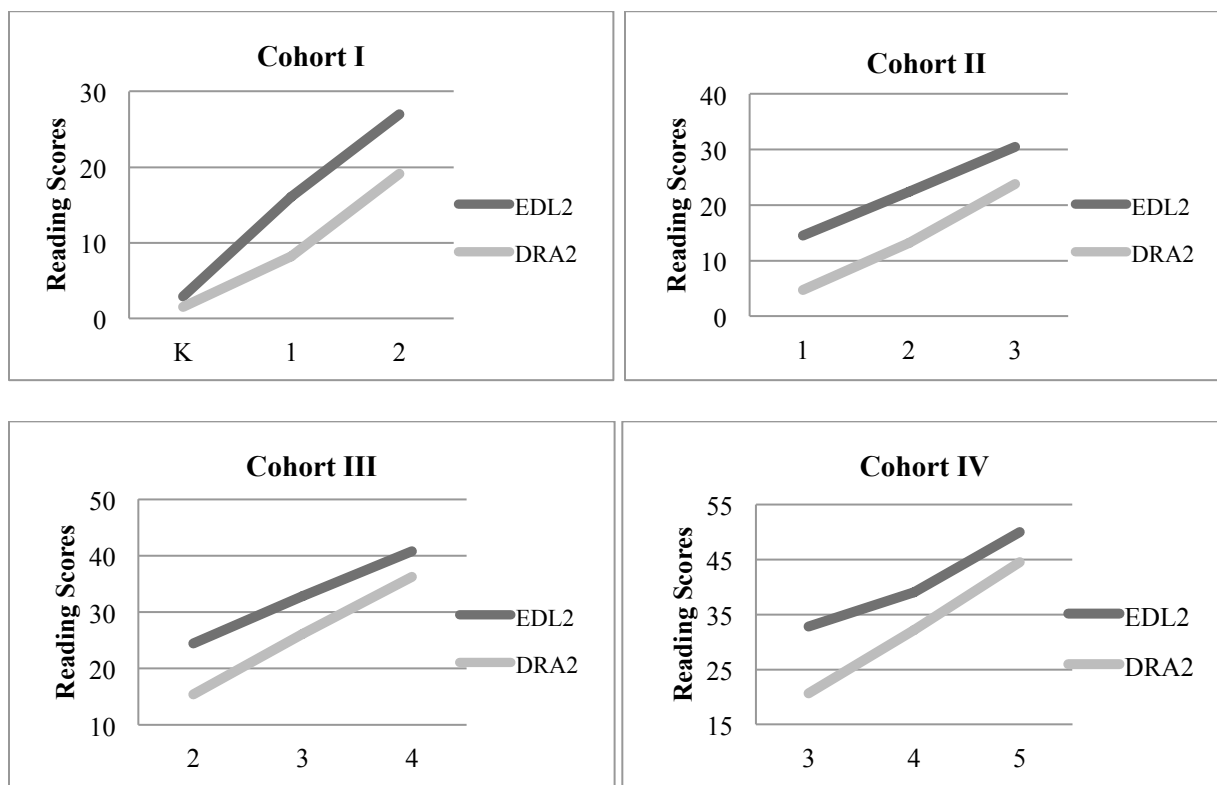 Cohort I
Reading Scores
30
20
10
0
K 1 2
EDL2
DRA2
Cohort II
Reading Scores
40
30
20
10
0
1 2 3
EDL2
DRA2
Cohort III
Reading Scores
50
40
30
20
10
2 3 4
EDL2
DRA2
Cohort IV
Reading Scores
55
45
35
25
15
3 4 5
EDL2
DRA2